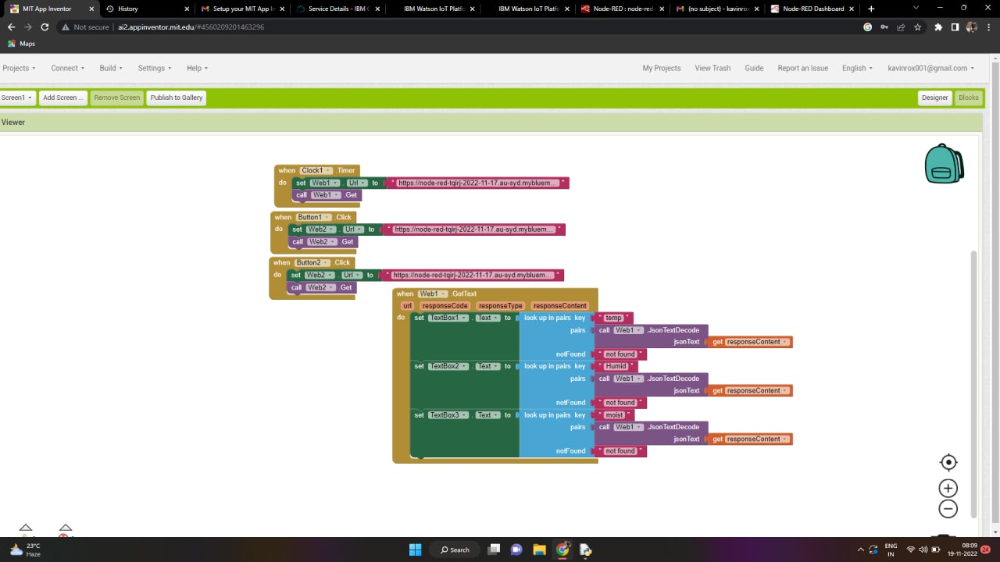 MIT App Inventor
History
Setup your MIT App In
Service Details - IBM C
IBM Watson IoT Platfo
IBM Watson IoT Platfo
Node-RED : node-red
(no subject) - kavinrox
Node-RED Dashboard
Not secure | ai2.appinventor.mit.edu/#4560209201463296
Maps
Projects Connect Build Settings Help My Projects View Trash Guide Report an Issue English kavinrox001@gmail.com
Screen1 Add Screen ... Remove Screen Publish to Gallery Designer Blocks
Viewer
when Clock1 .Timer
do set Web1 . Url to " https://node-red-tqirj-2022-11-17.au-syd.mybluem... "
call Web1 .Get
when Button1 .Click
do set Web2 . Url to " https://node-red-tqirj-2022-11-17.au-syd.mybluem... "
call Web2 .Get
when Button2 .Click
do set Web2 . Url to " https://node-red-tqirj-2022-11-17.au-syd.mybluem... "
call Web2 .Get
when Web1 .GotText
url responseCode responseType responseContent
do set TextBox1 . Text to look up in pairs key " temp "
pairs call Web1 .JsonTextDecode
jsonText get responseContent
notFound " not found "
set TextBox2 . Text to look up in pairs key " Humid "
pairs call Web1 .JsonTextDecode
jsonText get responseContent
notFound " not found "
set TextBox3 . Text to look up in pairs key " moist "
pairs call Web1 .JsonTextDecode
jsonText get responseContent
notFound " not found "
23°C
Haze
Search
ENG
IN
08:09
19-11-2022
24